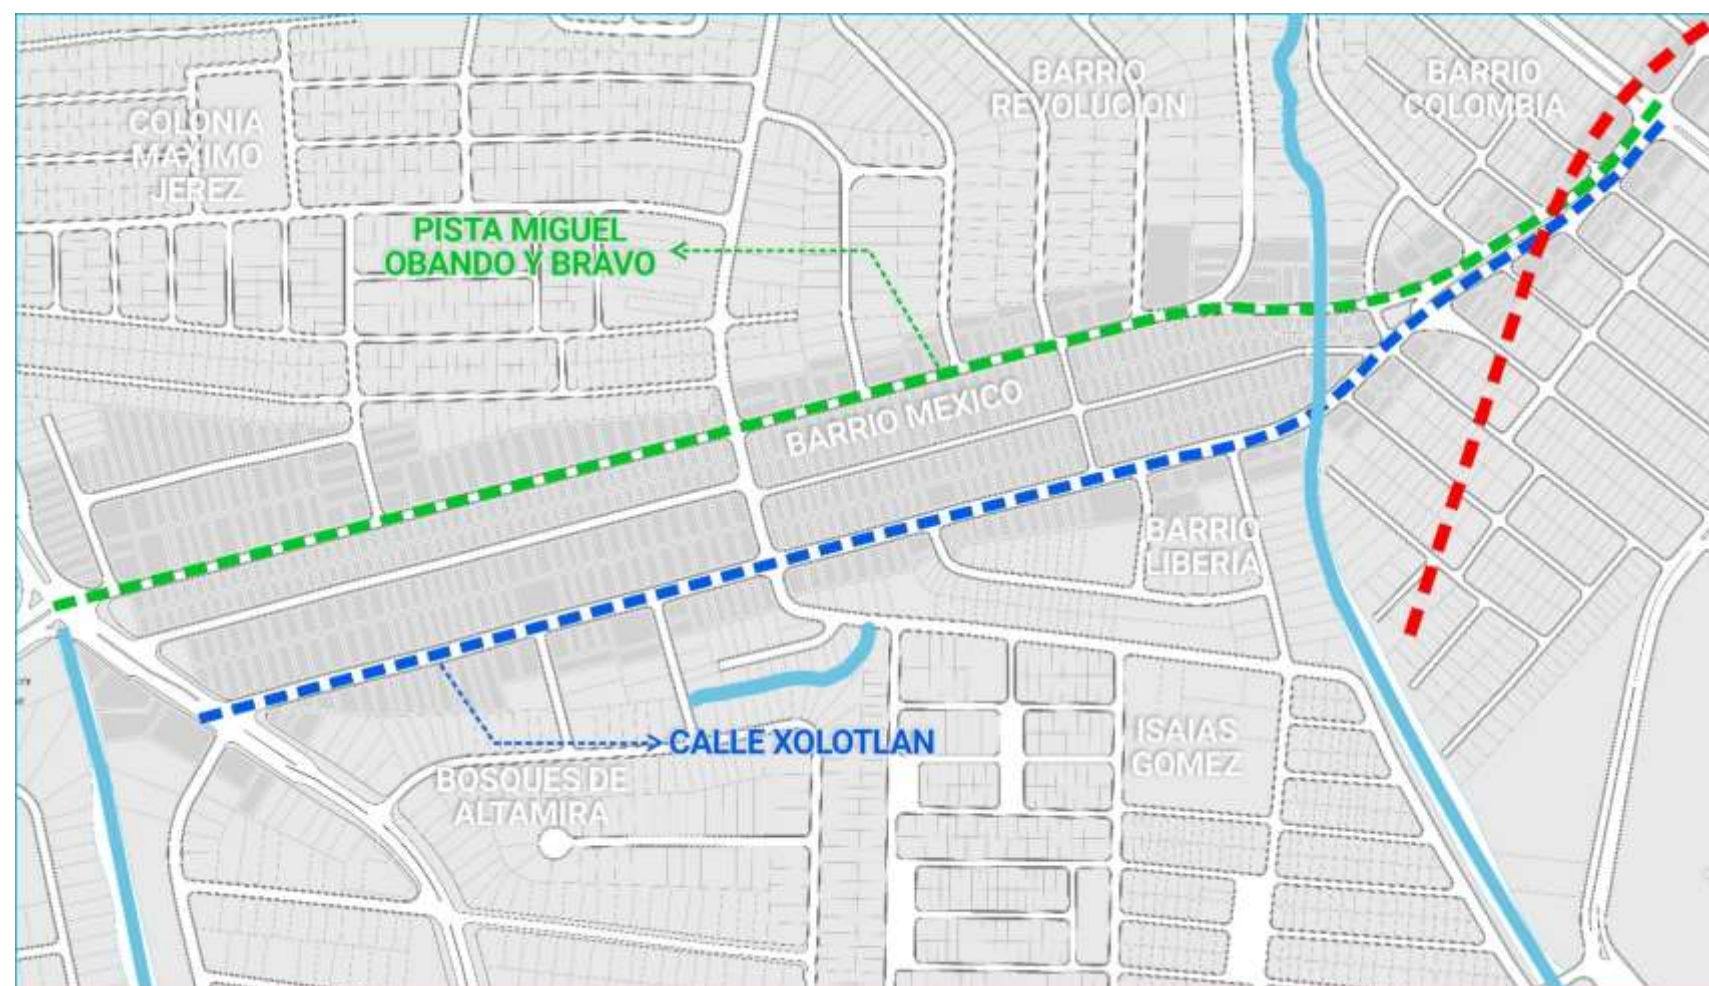 BARRIO
REVOLUCION
BARRIO
COLOMBIA
COLONIA
MAXIMO
JEREZ
PISTA MIGUEL
OBANDO Y BRAVO
BARRIO MEXICO
BARRIO
LIBERIA
CALLE XOLOTLAN
ISAIAS
GOMEZ
BOSQUES DE
ALTAMIRA